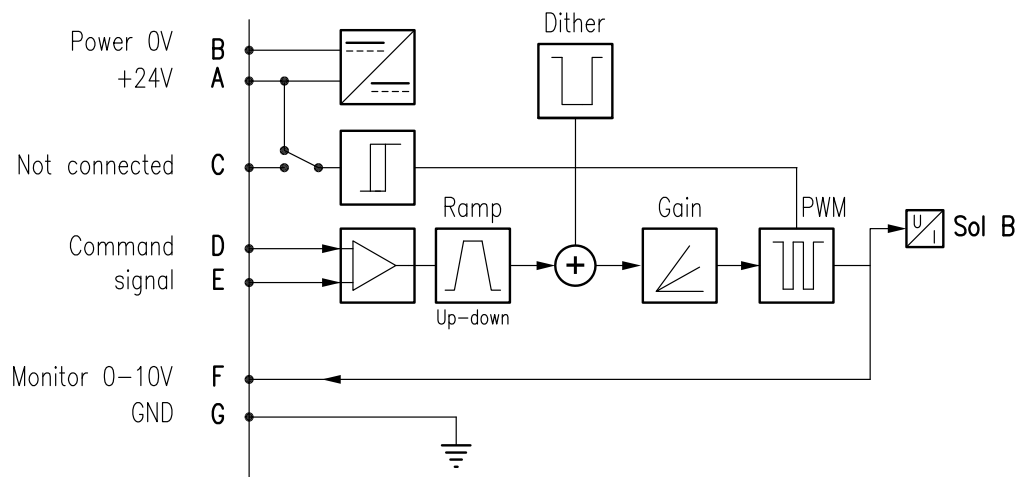 Dither
Power 0V B
+24V A
Not connected C
Ramp Gain PWM
Command D
signal E
U
I
Sol B
Up-down
Monitor 0-10V F
GND G